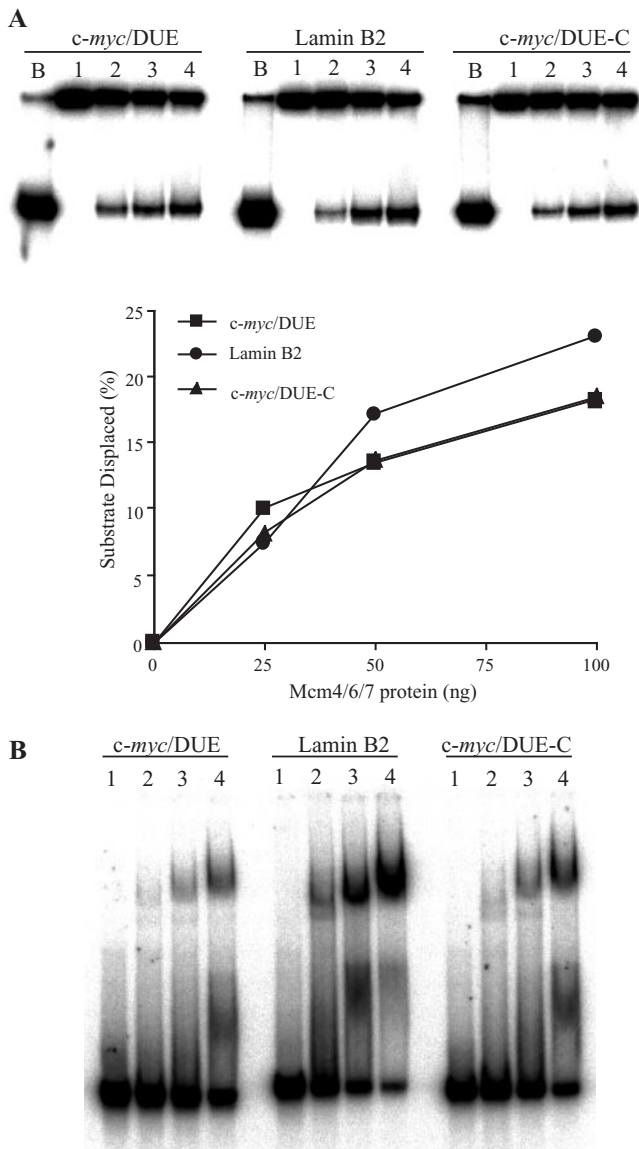 A
c-myc/DUE Lamin B2 c-myc/DUE-C
B 1 2 3 4 B 1 2 3 4 B 1 2 3 4
25
20
15
10
5
0
Substrate Displaced (%)
c-myc/DUE
Lamin B2
c-myc/DUE-C
0 25 50 75 100
Mcm4/6/7 protein (ng)
B
c-myc/DUE Lamin B2 c-myc/DUE-C
1 2 3 4 1 2 3 4 1 2 3 4